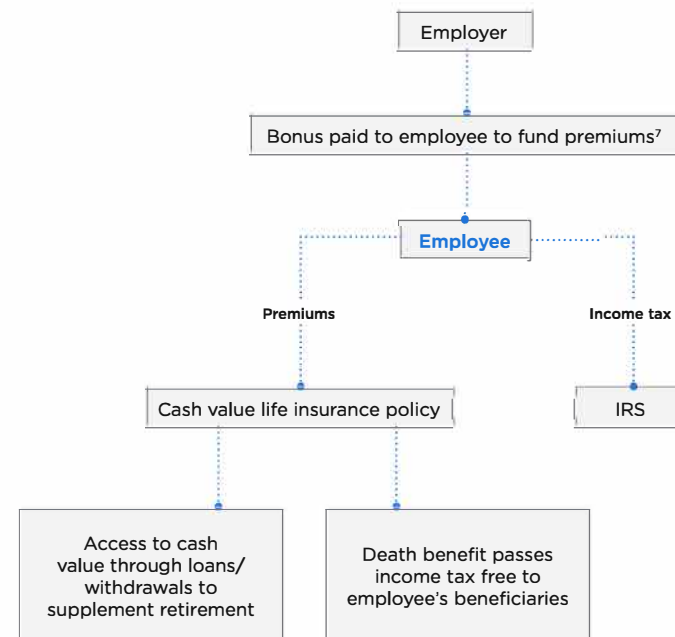 Employer
Bonus paid to employee to fund premiums⁷
Employee
Premiums
Income tax
Cash value life insurance policy
IRS
Access to cash
value through loans/
withdrawals to
supplement retirement
Death benefit passes
income tax free to
employee’s beneficiaries